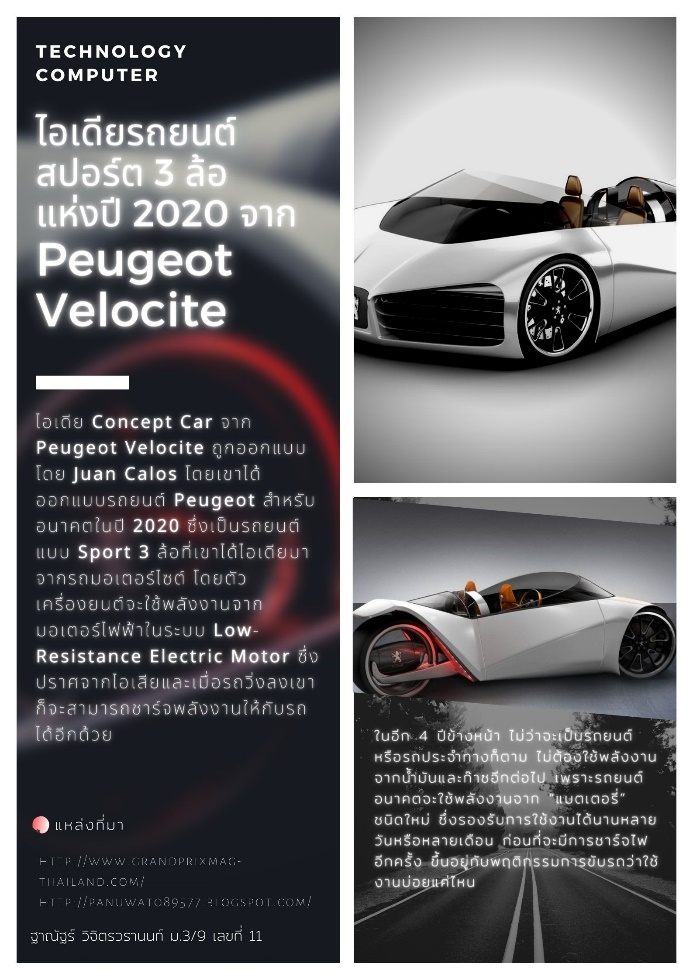 TECHNOLOGY
COMPUTER
ไอเดียรถยนต์
สปอร์ต 3 ล้อ
แห่งปี 2020 จาก
Peugeot
Velocite
ไอเดีย Concept Car จาก
Peugeot Velocite ถูกออกแบบ
โดย Juan Calos โดยเขาได้
ออกแบบรถยนต์ Peugeot สำหรับ
อนาคตในปี 2020 ซึ่งเป็นรถยนต์
แบบ Sport 3 ล้อที่เขาได้ไอเดียมา
จากรถมอเตอร์ไซต์ โดยตัว
เครื่องยนต์จะใช้พลังงานจาก
มอเตอร์ไฟฟ้าในระบบ Low-
Resistance Electric Motor ซึ่ง
ปราศจากไอเสียและเมื่อรถวิ่งลงเขา
ก็จะสามารถชาร์จพลังงานให้กับรถ
ได้อีกด้วย
แหล่งที่มา
HTTP://WWW.GRANDPRIXMAG-
THAILAND.COM/
HTTP://PANUWAT089577.BLOGSPOT.COM/
ฐาณัฐร์ วิจิตรวรานนท์ ม.3/9 เลขที่ 11
ในอีก 4 ปีข้างหน้า ไม่ว่าจะเป็นรถยนต์
หรือรถประจำทางก็ตาม ไม่ต้องใช้พลังงาน
จากน้ำมันและก๊าซอีกต่อไป เพราะรถยนต์
อนาคตจะใช้พลังงานจาก "แบตเตอรี่"
ชนิดใหม่ ซึ่งรองรับการใช้งานได้นานหลาย
วันหรือหลายเดือน ก่อนที่จะมีการชาร์จไฟ
อีกครั้ง ขึ้นอยู่กับพฤติกรรมการขับรถว่าใช้
งานบ่อยแค่ไหน